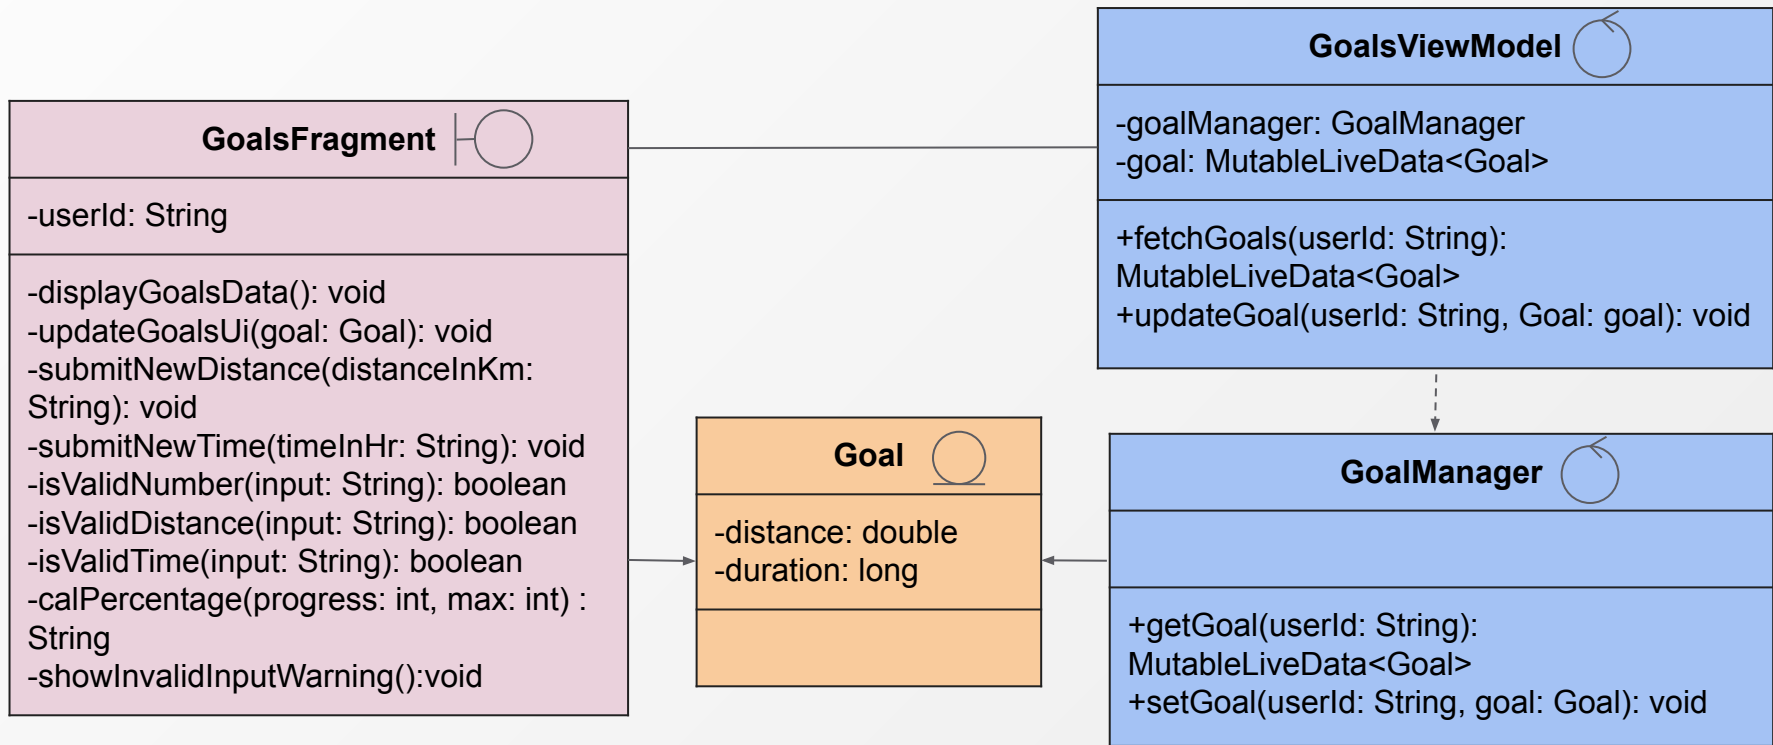 GoalsFragment
-userId: String
-displayGoalsData(): void
-updateGoalsUi(goal: Goal): void
-submitNewDistance(distanceInKm:
String): void
-submitNewTime(timeInHr: String): void
-isValidNumber(input: String): boolean
-isValidDistance(input: String): boolean
-isValidTime(input: String): boolean
-calPercentage(progress: int, max: int) :
String
-showInvalidInputWarning():void
Goal
-distance: double
-duration: long
GoalsViewModel
-goalManager: GoalManager
-goal: MutableLiveData<Goal>
+fetchGoals(userId: String):
MutableLiveData<Goal>
+updateGoal(userId: String, Goal: goal): void
GoalManager
+getGoal(userId: String):
MutableLiveData<Goal>
+setGoal(userId: String, goal: Goal): void